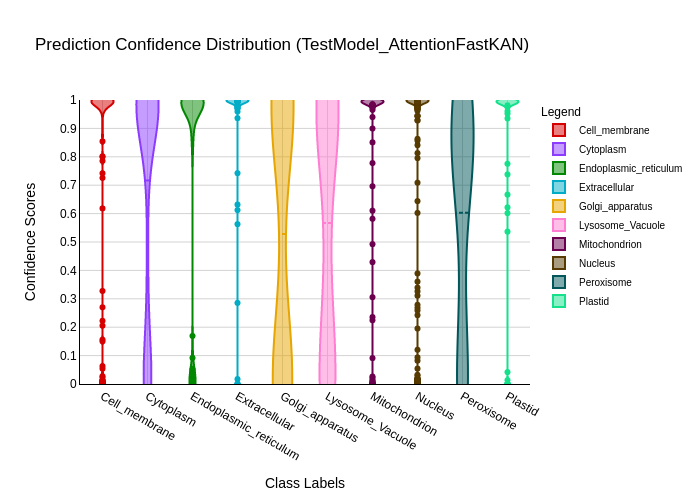 Prediction Confidence Distribution (TestModel_AttentionFastKAN)
Confidence Scores
1
0.9
0.8
0.7
0.6
0.5
0.4
0.3
0.2
0.1
0
Cell_membrane
Cytoplasm
Endoplasmic_reticulum
Extracellular
Golgi_apparatus
Lysosome_Vacuole
Mitochondrion
Nucleus
Peroxisome
Plastid
Class Labels
Legend
Cell_membrane
Cytoplasm
Endoplasmic_reticulum
Extracellular
Golgi_apparatus
Lysosome_Vacuole
Mitochondrion
Nucleus
Peroxisome
Plastid